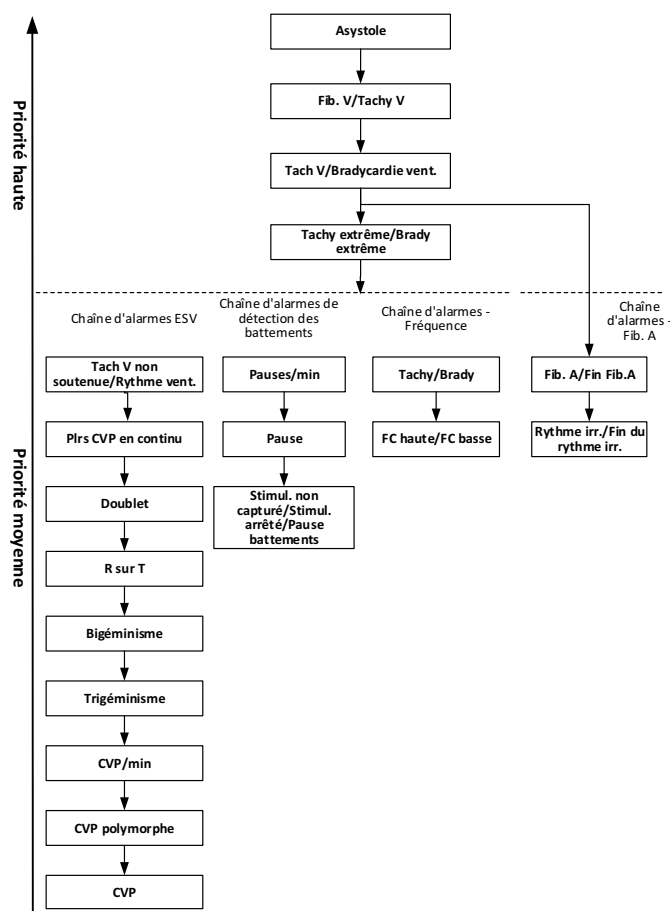 Priorité haute
Asystole
Fib. V/Tachy V
Tach V/Bradycardie vent.
Tachy extrême/Brady
extrême
Priorité moyenne
Chaîne d'alarmes ESV
Tach V non
soutenue/Rythme vent.
Plrs CVP en continu
Doublet
R sur T
Bigéminisme
Trigéminisme
CVP/min
CVP polymorphe
CVP
Chaîne d'alarmes de
détection des
battements
Pauses/min
Pause
Stimul. non
capturé/Stimul.
arrêté/Pause
battements
Chaîne d'alarmes -
Fréquence
Tachy/Brady
FC haute/FC basse
Chaîne
d'alarmes -
Fib. A
Fib. A/Fin Fib.A
Rythme irr./Fin du
rythme irr.